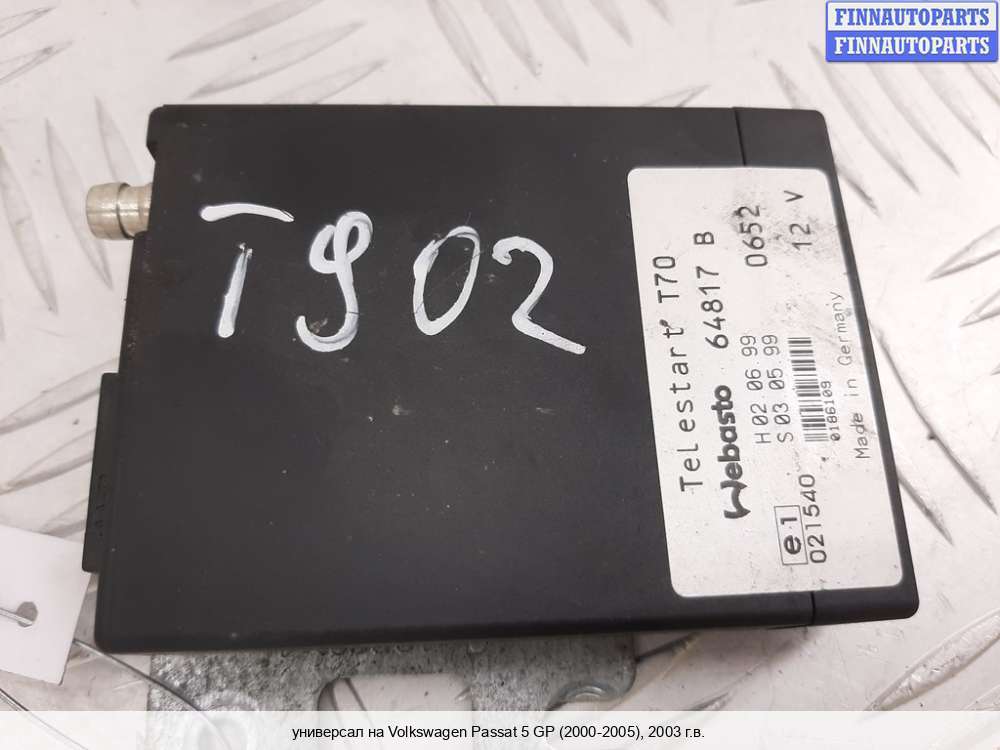 FINNAUTOPARTS
FINNAUTOPARTS
T902
Telestart T70
Webasto 64817 B
H 02.06.99 0652
S 03.05.99 12 V
e1
021540
0186109
Made in Germany
универсал на Volkswagen Passat 5 GP (2000-2005), 2003 г.в.